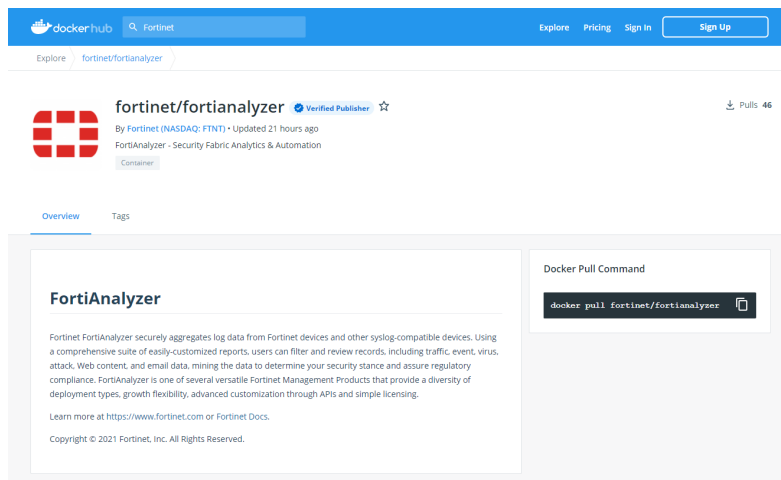 dockerhub
Fortinet
Explore Pricing Sign In Sign Up
Explore fortinet/fortianalyzer
fortinet/fortianalyzer Verified Publisher
Pulls 46
By Fortinet (NASDAQ: FTNT) • Updated 21 hours ago
FortiAnalyzer - Security Fabric Analytics & Automation
Container
Overview Tags
FortiAnalyzer
Fortinet FortiAnalyzer securely aggregates log data from Fortinet devices and other syslog-compatible devices. Using
a comprehensive suite of easily-customized reports, users can filter and review records, including traffic, event, virus,
attack, Web content, and email data, mining the data to determine your security stance and assure regulatory
compliance. FortiAnalyzer is one of several versatile Fortinet Management Products that provide a diversity of
deployment types, growth flexibility, advanced customization through APIs and simple licensing.
Learn more at https://www.fortinet.com or Fortinet Docs.
Copyright © 2021 Fortinet, Inc. All Rights Reserved.
Docker Pull Command
docker pull fortinet/fortianalyzer